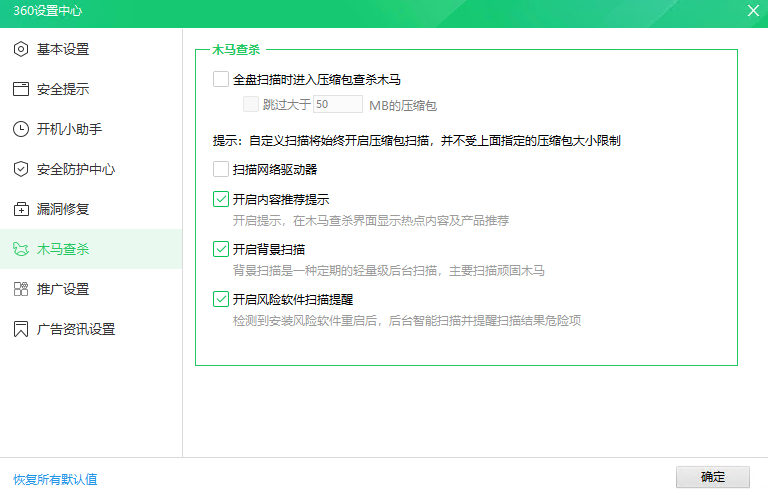 360设置中心
基本设置
安全提示
开机小助手
安全防护中心
漏洞修复
木马查杀
推广设置
广告资讯设置
木马查杀
全盘扫描时进入压缩包查杀木马
跳过大于 50 MB的压缩包
提示：自定义扫描将始终开启压缩包扫描，并不受上面指定的压缩包大小限制
扫描网络驱动器
开启内容推荐提示
开启提示，在木马查杀界面显示热点内容及产品推荐
开启背景扫描
背景扫描是一种定期的轻量级后台扫描，主要扫描顽固木马
开启风险软件扫描提醒
检测到安装风险软件重启后，后台智能扫描并提醒扫描结果危险项
恢复所有默认值
确定